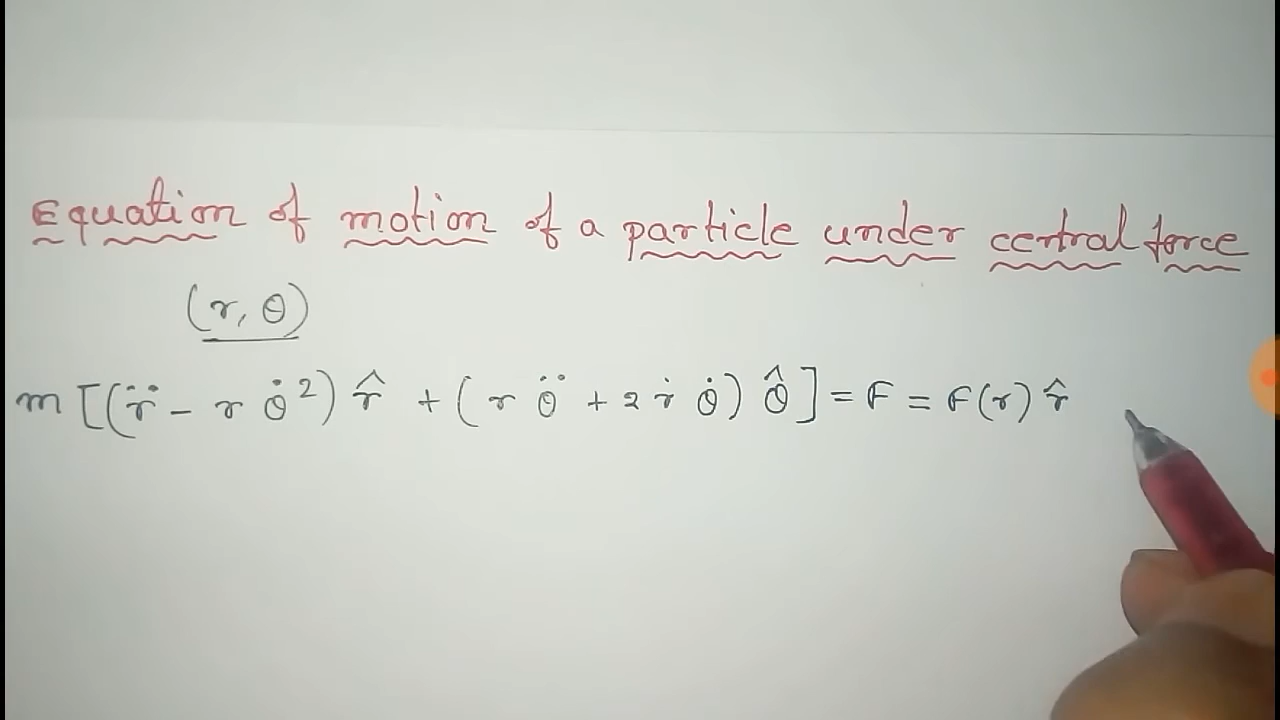 Equation of motion of a particle under central force
(r, θ)
m [(r̈ - r θ̇²) r̂ + (r θ̈ + 2 ṙ θ̇) θ̂] = F = F(r) r̂